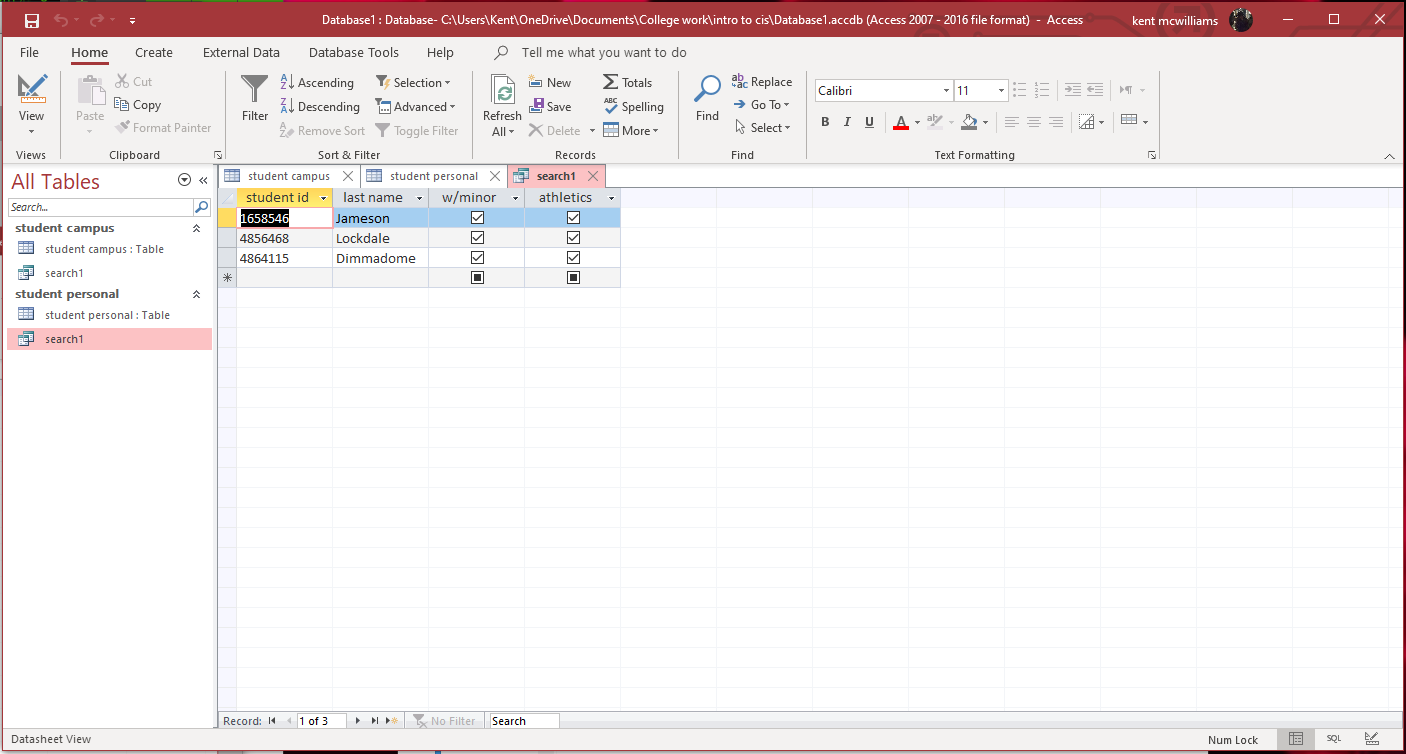 Database1 : Database- C:\Users\Kent\OneDrive\Documents\College work\intro to cis\Database1.accdb (Access 2007 - 2016 file format) - Access kent mcwilliams
File Home Create External Data Database Tools Help Tell me what you want to do
View
Views
Paste
Cut
Copy
Format Painter
Clipboard
Filter
Ascending
Descending
Remove Sort
Selection
Advanced
Toggle Filter
Sort & Filter
Refresh
All
New
Save
Delete
Totals
Spelling
More
Records
Find
Replace
Go To
Select
Find
Calibri 11
B I U A
Text Formatting
All Tables
Search...
student campus
student campus : Table
search1
student personal
student personal : Table
search1
student campus student personal search1
student id last name w/minor athletics
1658546 Jameson
4856468 Lockdale
4864115 Dimmadome
Record: 1 of 3 No Filter Search
Datasheet View Num Lock SQL